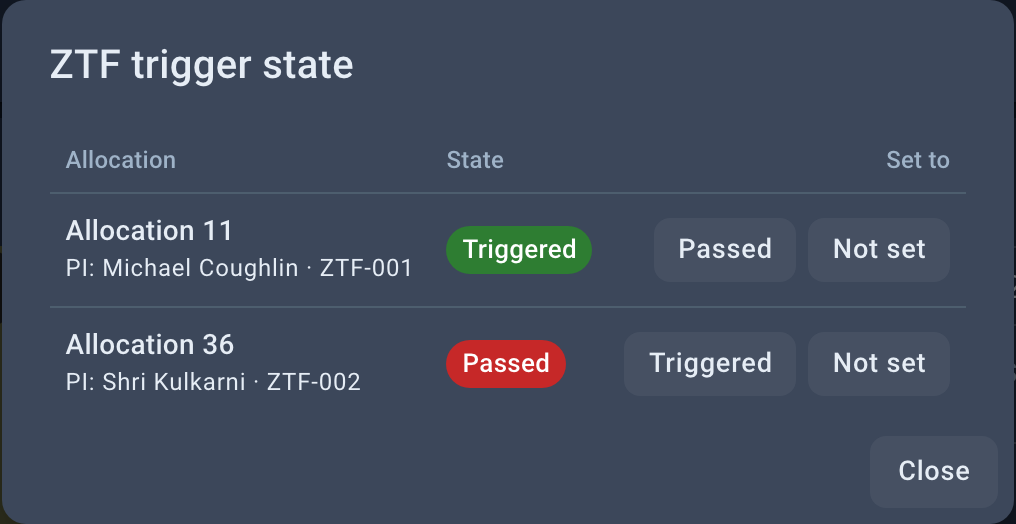 ZTF trigger state
Allocation State Set to
Allocation 11
PI: Michael Coughlin · ZTF-001
Triggered Passed Not set
Allocation 36
PI: Shri Kulkarni · ZTF-002
Passed Triggered Not set
Close